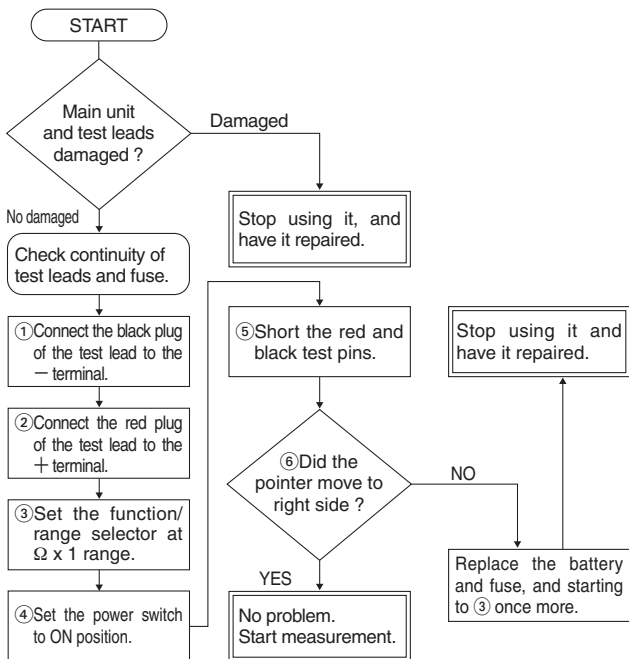 START
Main unit
and test leads
damaged ?
Damaged
No damaged
Stop using it, and
have it repaired.
Check continuity of
test leads and fuse.
①Connect the black plug
of the test lead to the
− terminal.
②Connect the red plug
of the test lead to the
+ terminal.
③Set the function/
range selector at
Ω x 1 range.
④Set the power switch
to ON position.
⑤Short the red and
black test pins.
⑥Did the
pointer move to
right side ?
NO
YES
No problem.
Start measurement.
Replace the battery
and fuse, and starting
to ③ once more.
Stop using it and
have it repaired.